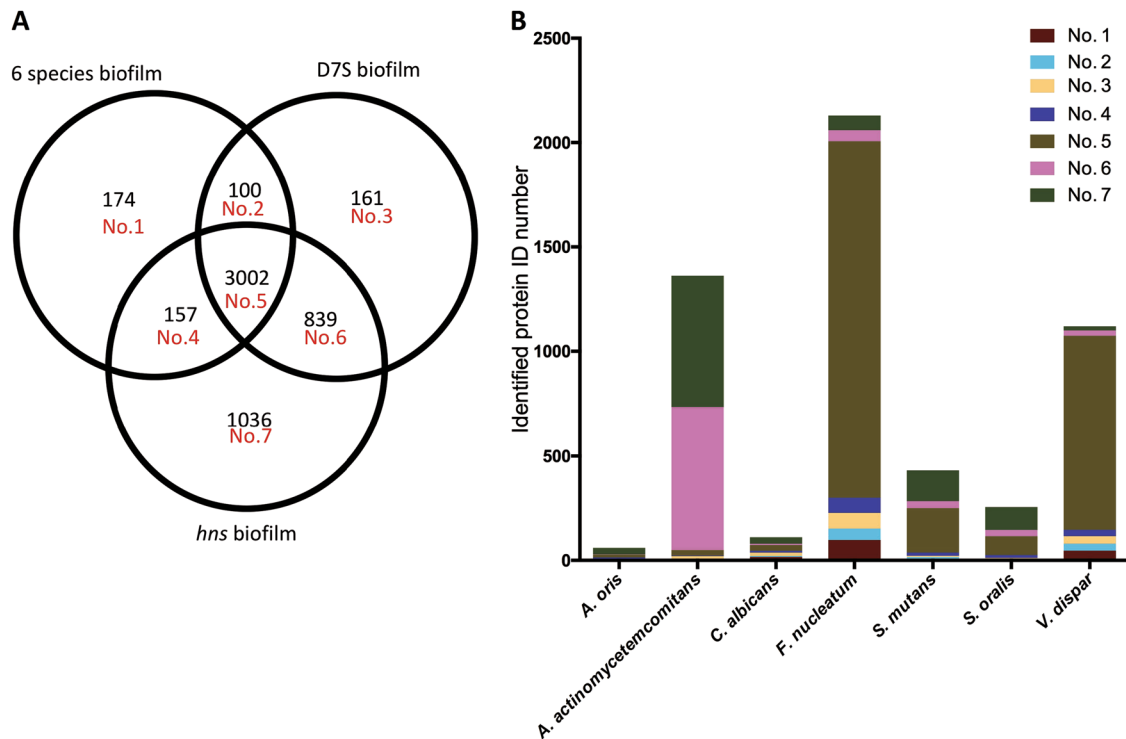 A
6 species biofilm
D7S biofilm
174
No.1
100
No.2
161
No.3
3002
No.5
157
No.4
839
No.6
1036
No.7
hns biofilm
B
Identified protein ID number
2500
2000
1500
1000
500
0
No. 1
No. 2
No. 3
No. 4
No. 5
No. 6
No. 7
A. oris
A. actinomycetemcomitans
C. albicans
F. nucleatum
S. mutans
S. oralis
V. dispar